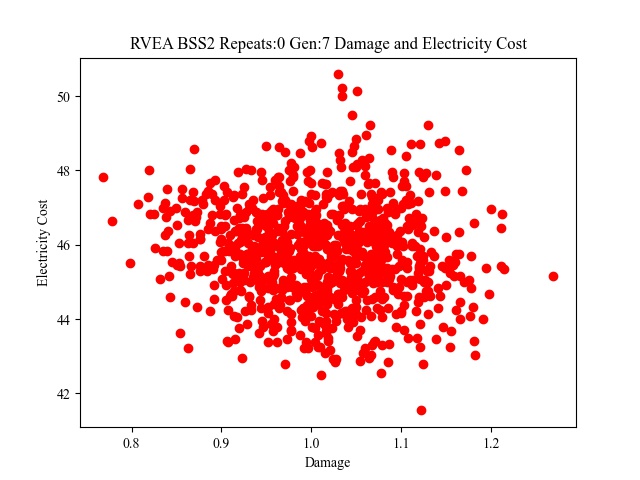 RVEA BSS2 Repeats:0 Gen:7 Damage and Electricity Cost
50
48
46
44
42
Electricity Cost
0.8 0.9 1.0 1.1 1.2
Damage